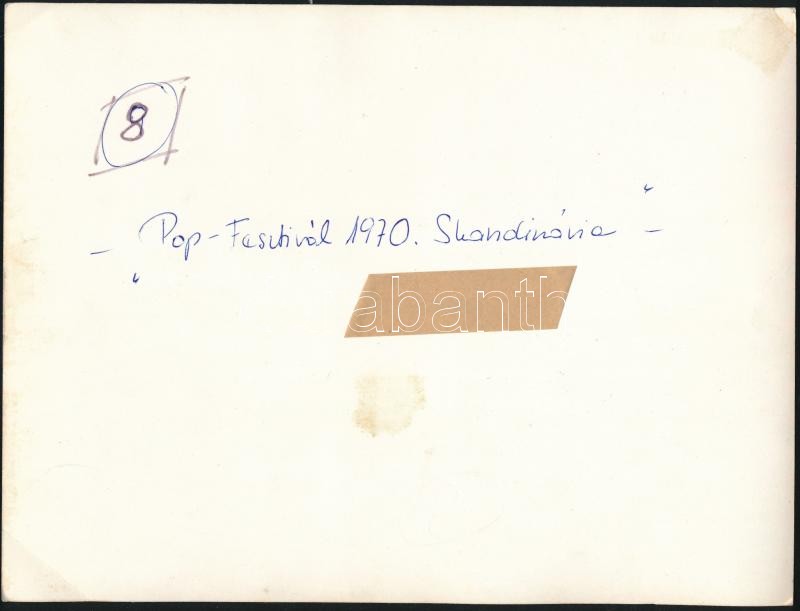 8
– „Pop-Fesztivál 1970. Skandinávia" –
abanth